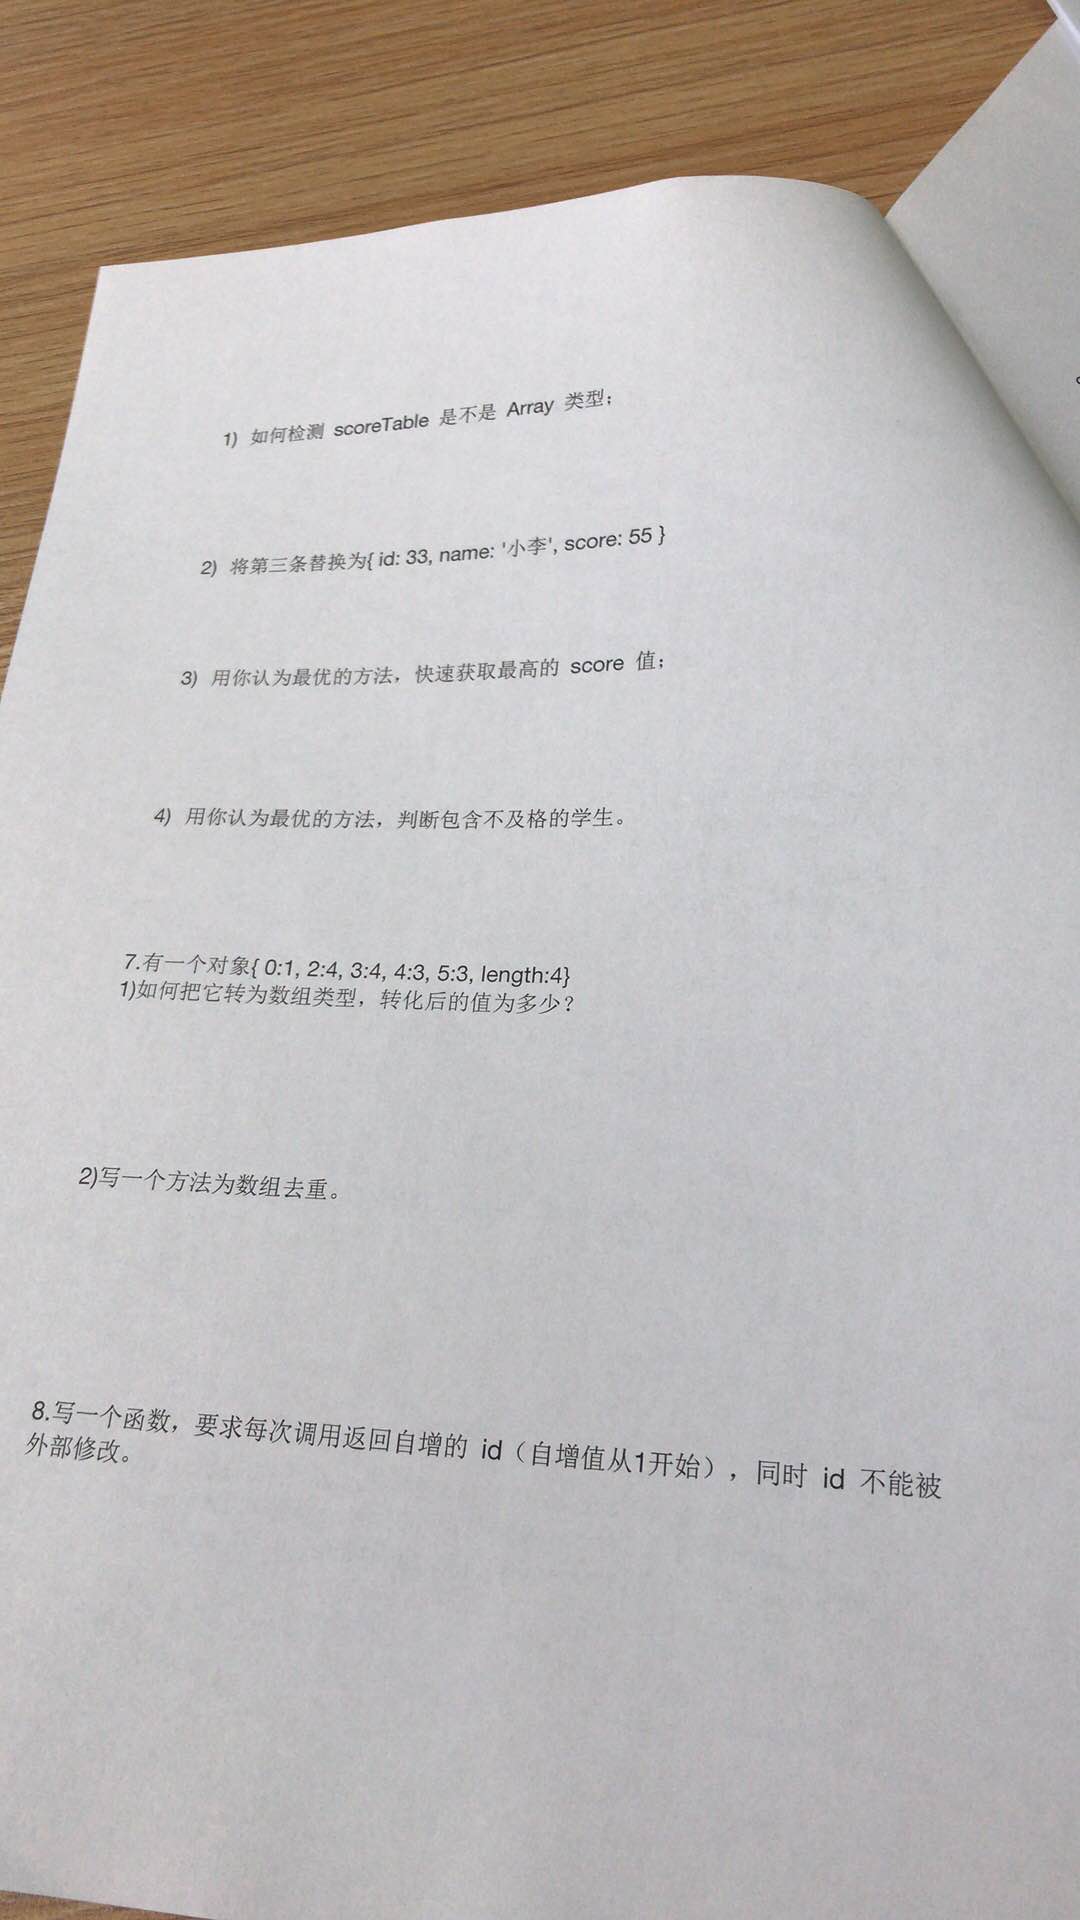 1) 如何检测 scoreTable 是不是 Array 类型；
2) 将第三条替换为{ id: 33, name: '小李', score: 55 }
3) 用你认为最优的方法，快速获取最高的 score 值；
4) 用你认为最优的方法，判断包含不及格的学生。
7.有一个对象{ 0:1, 2:4, 3:4, 4:3, 5:3, length:4}
1)如何把它转为数组类型，转化后的值为多少？
2)写一个方法为数组去重。
8.写一个函数，要求每次调用返回自增的 id（自增值从1开始），同时 id 不能被
外部修改。